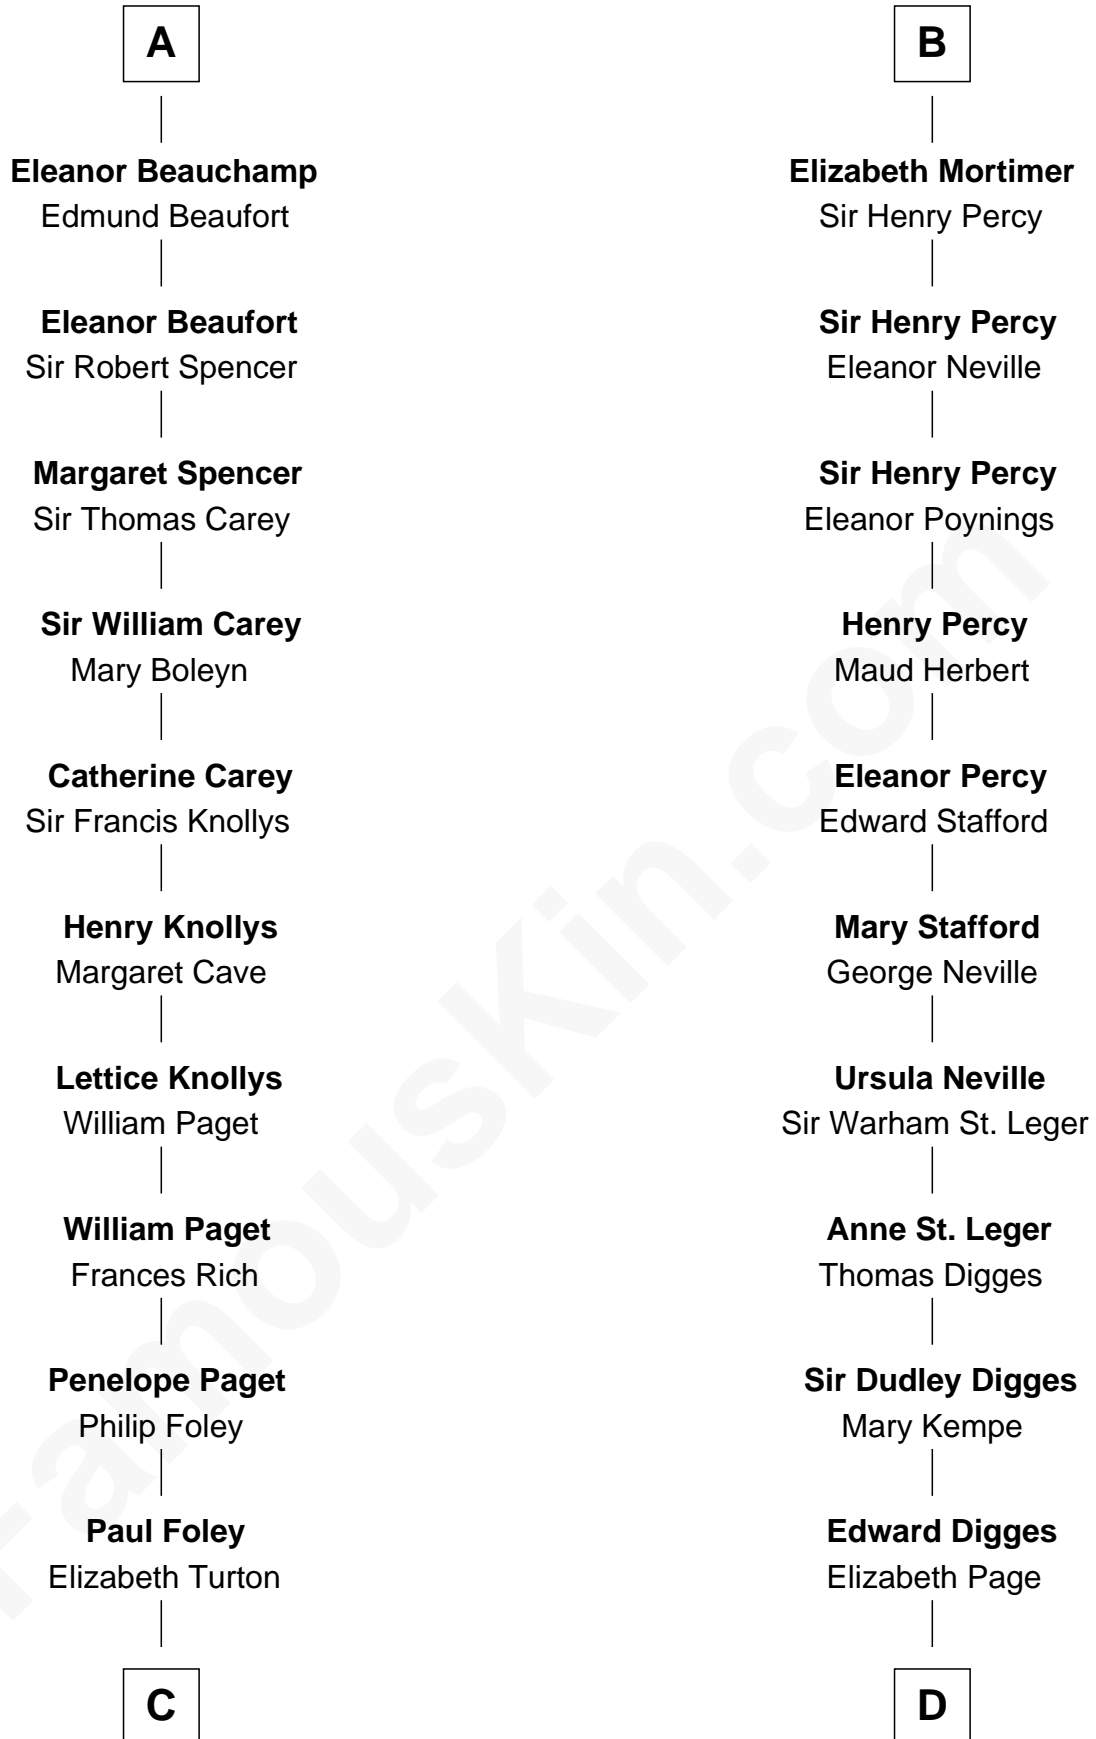 A
Eleanor Beauchamp
Edmund Beaufort
Eleanor Beaufort
Sir Robert Spencer
Margaret Spencer
Sir Thomas Carey
Sir William Carey
Mary Boleyn
Catherine Carey
Sir Francis Knollys
Henry Knollys
Margaret Cave
Lettice Knollys
William Paget
William Paget
Frances Rich
Penelope Paget
Philip Foley
Paul Foley
Elizabeth Turton
C
B
Elizabeth Mortimer
Sir Henry Percy
Sir Henry Percy
Eleanor Neville
Sir Henry Percy
Eleanor Poynings
Henry Percy
Maud Herbert
Eleanor Percy
Edward Stafford
Mary Stafford
George Neville
Ursula Neville
Sir Warham St. Leger
Anne St. Leger
Thomas Digges
Sir Dudley Digges
Mary Kempe
Edward Digges
Elizabeth Page
D
FamousKin.com